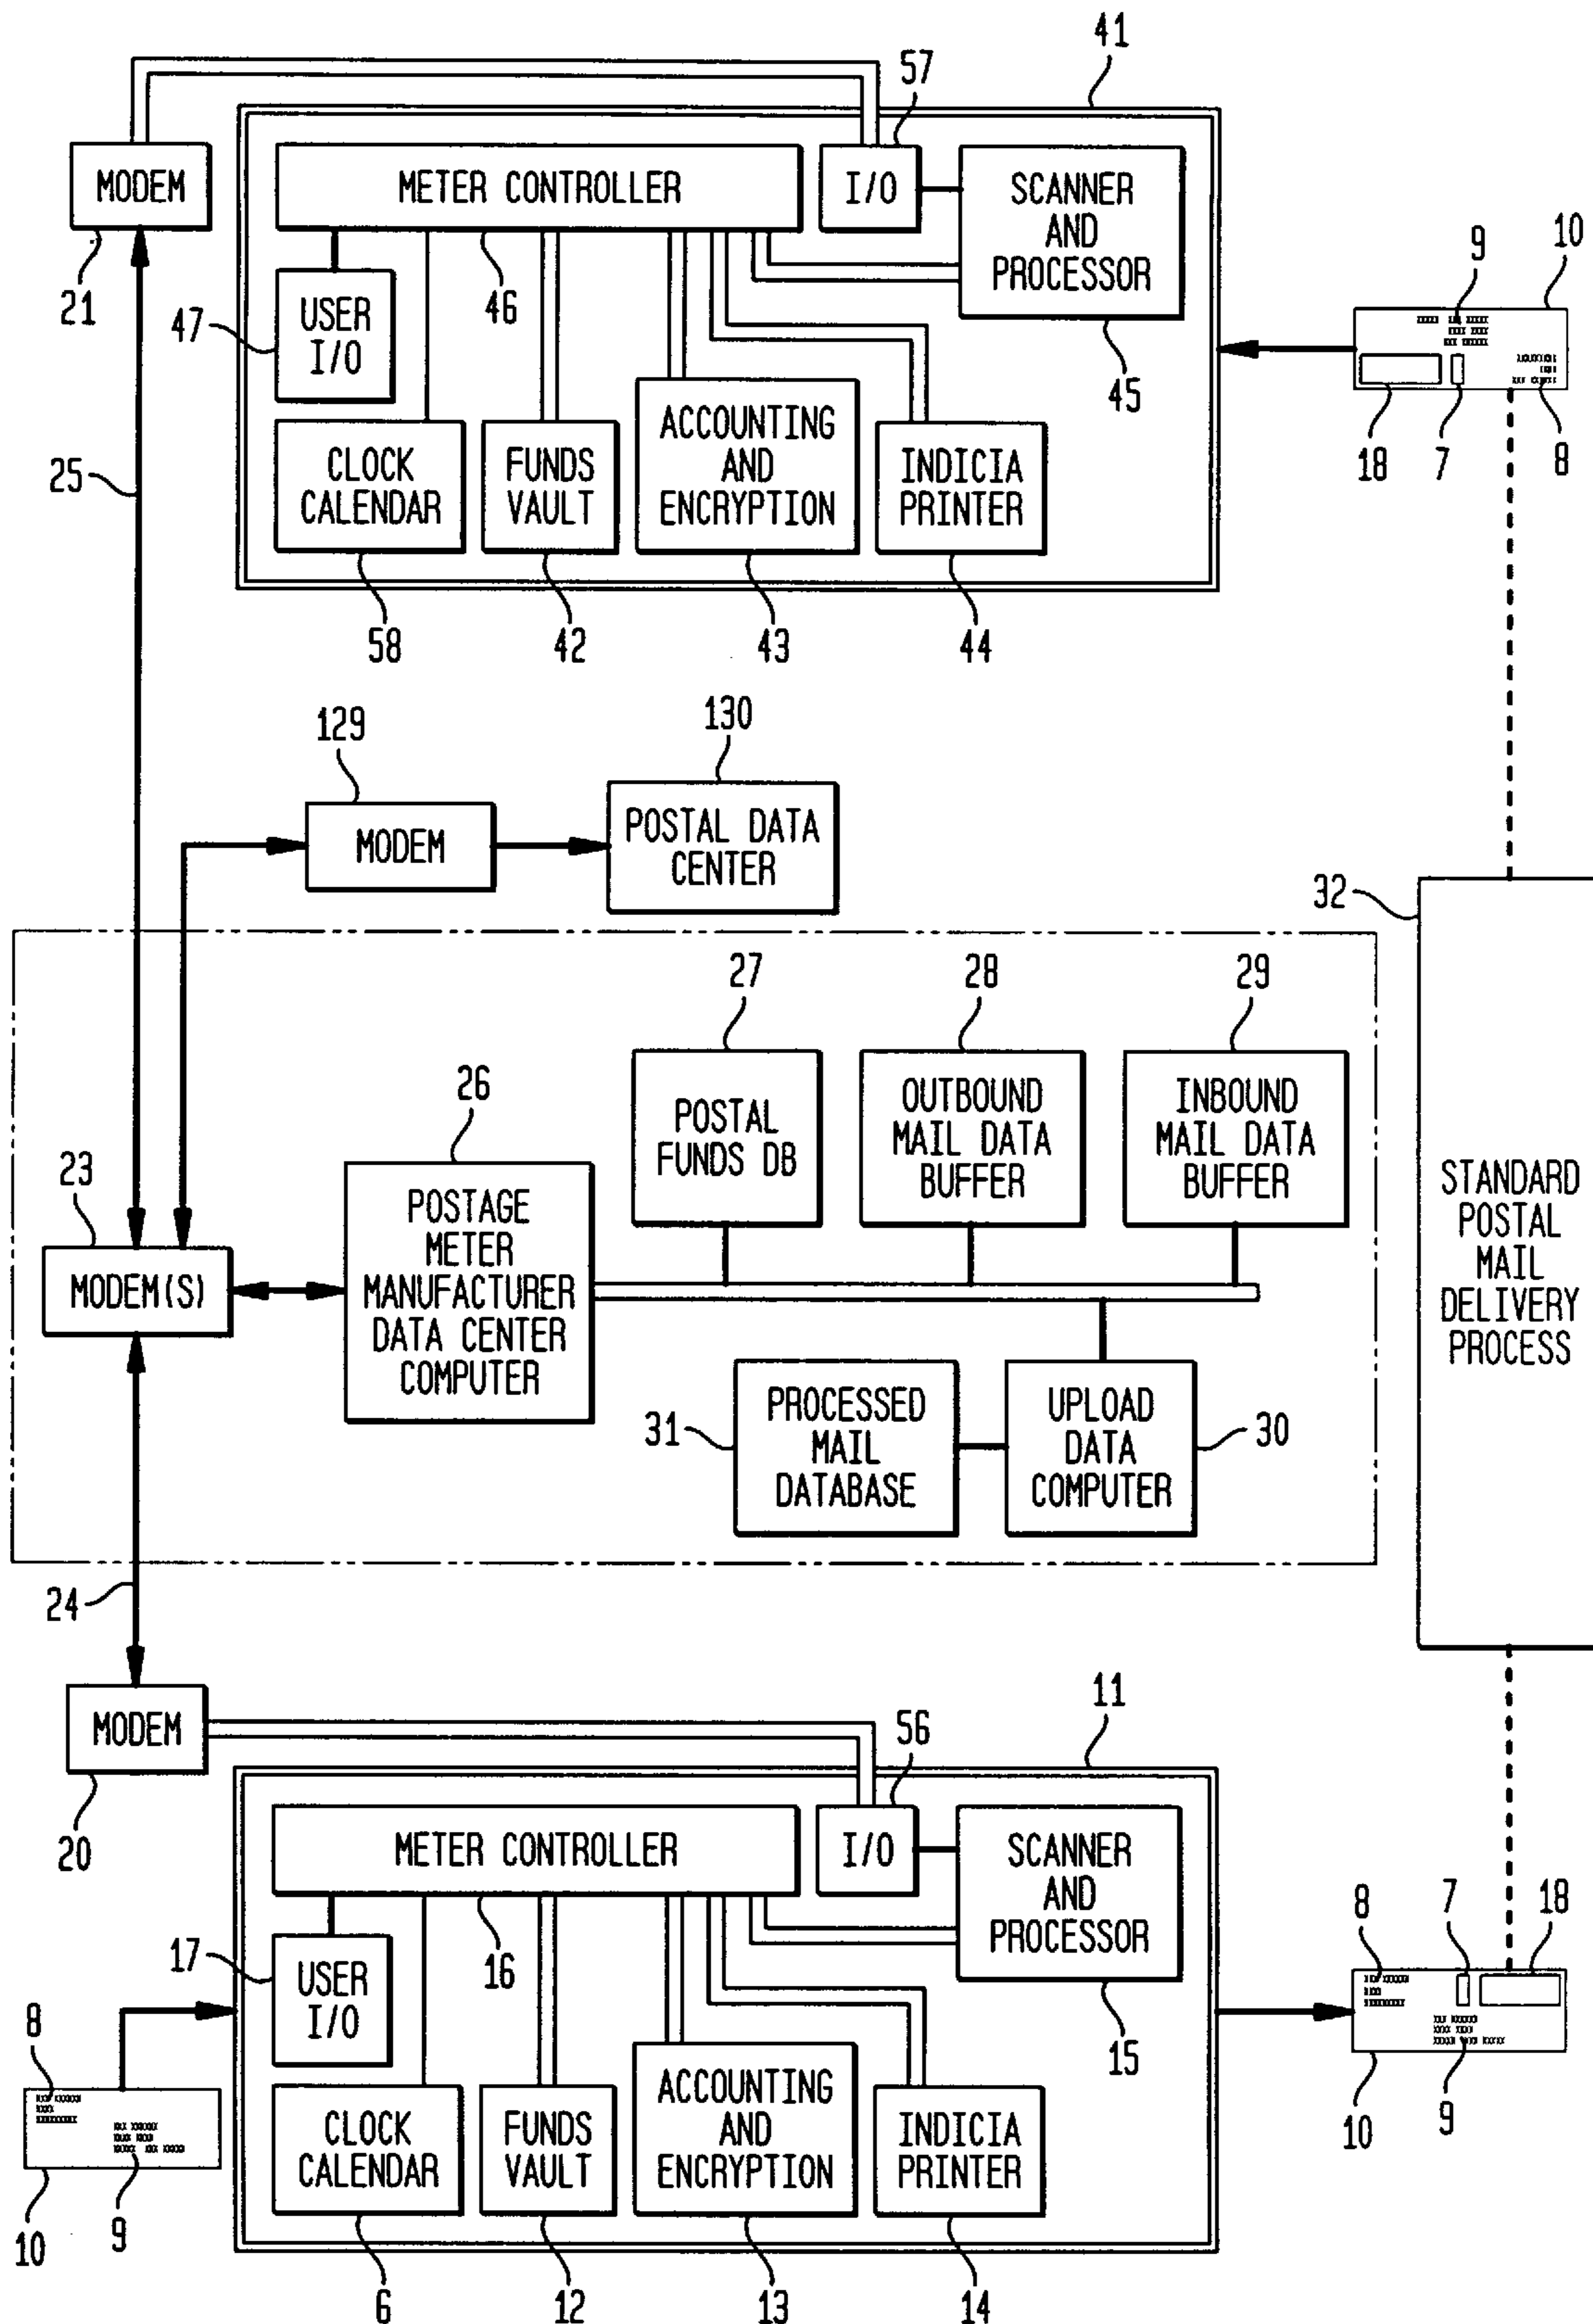 41
57
MODEM
METER CONTROLLER
I/O
SCANNER
AND
PROCESSOR
21
46
47
USER
I/O
45
9
10
18
7
8
CLOCK
CALENDAR
FUNDS
VAULT
ACCOUNTING
AND
ENCRYPTION
INDICIA
PRINTER
25
58
42
43
44
129
130
MODEM
POSTAL DATA
CENTER
32
27
28
29
26
POSTAL
FUNDS DB
OUTBOUND
MAIL DATA
BUFFER
INBOUND
MAIL DATA
BUFFER
23
MODEM(S)
POSTAGE
METER
MANUFACTURER
DATA CENTER
COMPUTER
STANDARD
POSTAL
MAIL
DELIVERY
PROCESS
31
PROCESSED
MAIL
DATABASE
UPLOAD
DATA
COMPUTER
30
24
MODEM
20
11
56
METER CONTROLLER
I/O
SCANNER
AND
PROCESSOR
17
USER
I/O
16
15
8
7
18
10
9
8
10
9
CLOCK
CALENDAR
FUNDS
VAULT
ACCOUNTING
AND
ENCRYPTION
INDICIA
PRINTER
6
12
13
14